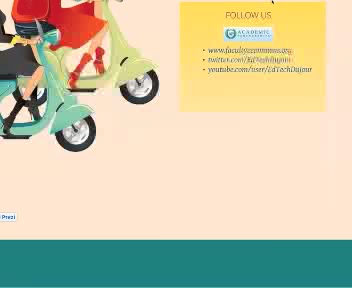 FOLLOW US
ACADEMIC
• www.facultyecommons.org
• twitter.com/EdTechDujour
• youtube.com/user/EdTechDuJour
Prezi